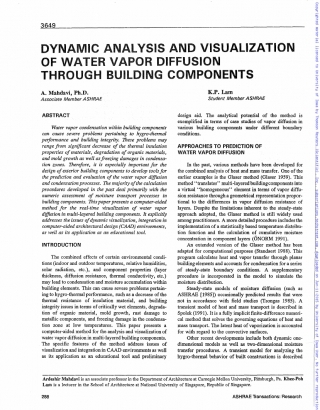 3649
DYNAMIC ANALYSIS AND VISUALIZATION
OF WATER VAPOR DIFFUSION
THROUGH BUILDING COMPONENTS
A. Mahdavi, Ph.D.
Associate Member ASHRAE
K.P. Lam
Student Member ASHRAE
ABSTRACT
Water vapor condensation within building components
can cause severe problems pertaining to hygro-thermal
performance and building integrity. These problems may
range from significant decrease of the thermal insulation
properties of materials, degradation of organic materials,
and mold growth as well as freezing damages in condensa-
tion zones. Therefore, it is especially important for the
design of exterior building components to develop tools for
the prediction and evaluation of the water vapor diffusion
and condensation processes. The majority of the calculation
procedures developed in the past deal primarily with the
numeric assessment of moisture transport processes in
building components. This paper presents a computer-aided
method for the real-time visualization of water vapor
diffusion in multi-layered building components. It explicitly
addresses the issues of dynamic visualization, integration in
computer-aided architectural design (CAAD) environments,
as well as its application as an educational tool.
INTRODUCTION
The combined effects of certain environmental condi-
tions (indoor and outdoor temperatures, relative humidities,
solar radiation, etc.), and component properties (layer
thickness, diffusion resistance, thermal conductivity, etc.)
may lead to condensation and moisture accumulation within
building elements. This can cause severe problems pertain-
ing to hygro-thermal performance, such as a decrease of the
thermal resistance of insulation material, and building
integrity issues in terms of critically wet elements, degrada-
tion of organic material, mold growth, rust damage to
metallic components, and freezing damage in the condensa-
tion zone at low temperatures. This paper presents a
computer-aided method for the analysis and visualization of
water vapor diffusion in multi-layered building components.
The specific features of the method address issues of
visualization and integration in CAAD environments as well
as its application as an educational tool and preliminary
design aid. The analytical potential of the method is
exemplified in terms of case studies of vapor diffusion in
various building components under different boundary
conditions.
APPROACHES TO PREDICTION OF
WATER VAPOR DIFFUSION
In the past, various methods have been developed for
the combined analysis of heat and mass transfer. One of the
earlier examples is the Glaser method (Glaser 1959). This
method "translates" multi-layered building components into
a virtual "homogeneous" element in terms of vapor diffu-
sion resistance through a geometrical representation propor-
tional to the differences in vapor diffusion resistance of
layers. Despite the limitations inherent to the steady-state
approach adopted, the Glaser method is still widely used
among practitioners. A more detailed procedure includes the
implementation of a statistically based temperature distribu-
tion function and the calculation of cumulative moisture
concentration in component layers (ÖNORM 1991).
An extended version of the Glaser method has been
adapted for computational purposes (Standard 1988). This
program calculates heat and vapor transfer through planar
building elements and accounts for condensation for a series
of steady-state boundary conditions. A supplementary
procedure is incorporated in the model to simulate the
moisture distribution.
Steady-state models of moisture diffusion (such as
ASHRAE [1985]) occasionally predicted results that were
not in accordance with field studies (Tongue 1985). A
transient model of heat and mass transport is described in
Spolek (1991). It is a fully implicit finite-difference numeri-
cal method that solves the governing equations of heat and
mass transport. The latent heat of vaporization is accounted
for with regard to the convective surfaces.
Other recent developments include both dynamic one-
dimensional models as well as two-dimensional moisture
transfer procedures. A transient model for analyzing the
hygro-thermal behavior of built constructions is described
Ardeshir Mahdavi is an associate professor in the Department of Architecture at Carnegie Mellon University, Pittsburgh, Pa. Khee-Poh
Lam is a lecturer in the School of Architecture at National University of Singapore, Republic of Singapore.
ASHRAE Transactions: Research